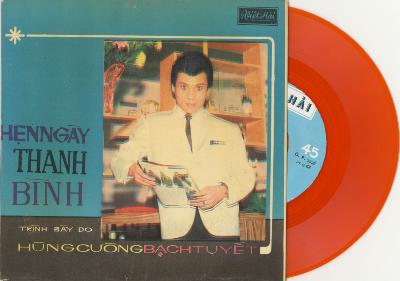 Việt Hải
HẸN NGÀY
THANH
BÌNH
TRÌNH BÀY DO
HÙNG CƯỜNG BẠCH TUYẾT
HẢI
45